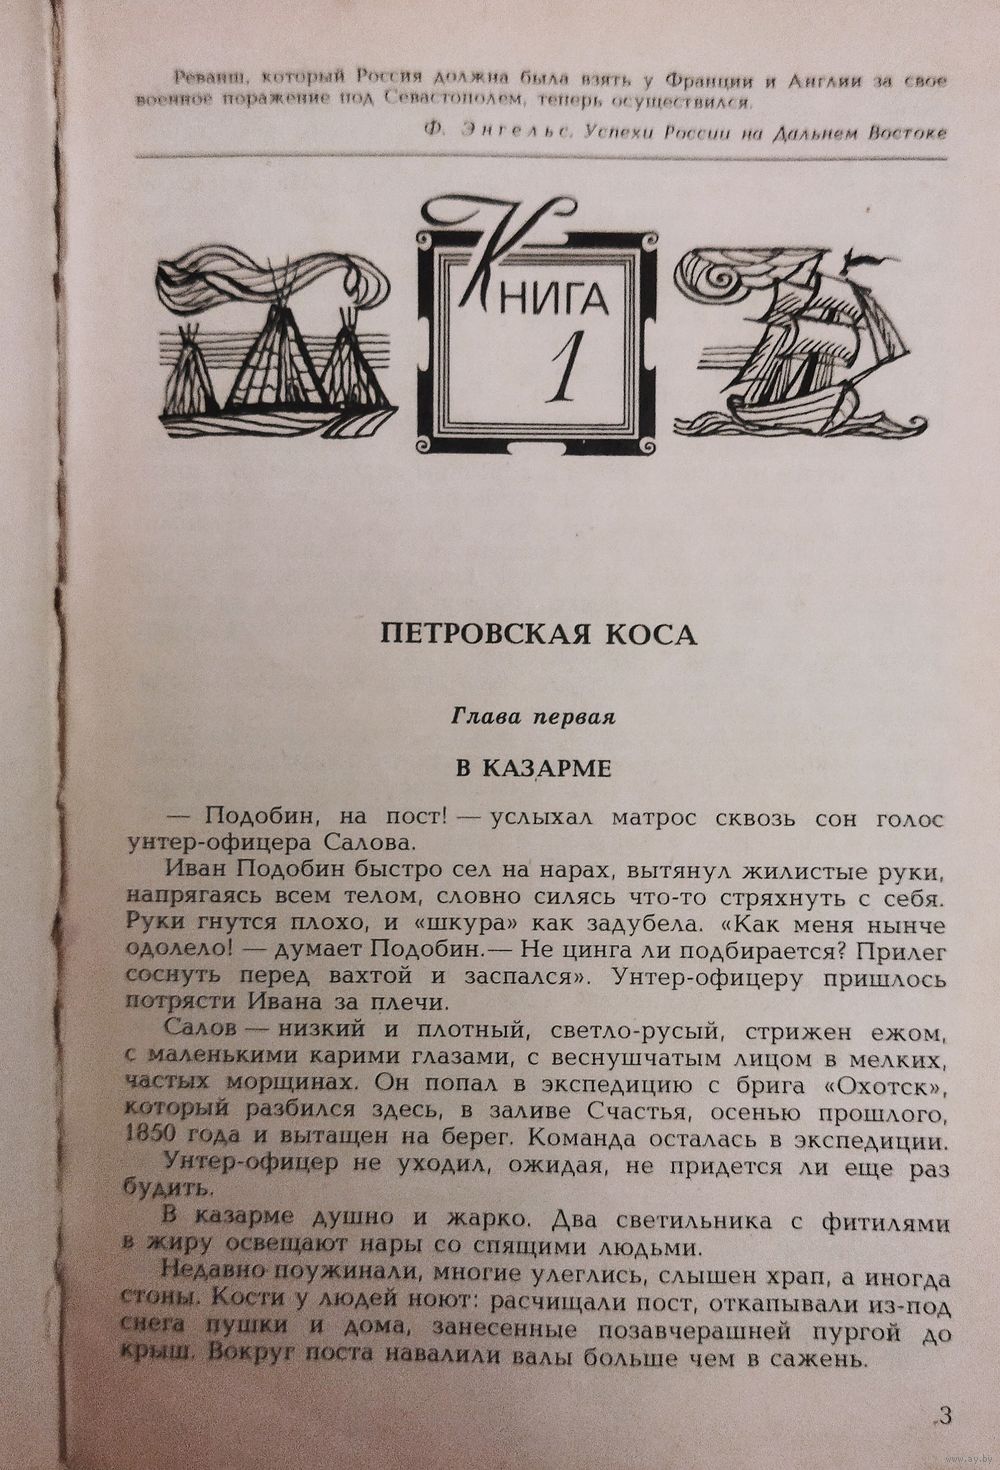 Реванш, который Россия должна была взять у Франции и Англии за свое
военное поражение под Севастополем, теперь осуществился.
Ф. Энгельс. Успехи России на Дальнем Востоке
Книга
1
ПЕТРОВСКАЯ КОСА
Глава первая
В КАЗАРМЕ
— Подобин, на пост! — услыхал матрос сквозь сон голос
унтер-офицера Салова.
Иван Подобин быстро сел на нарах, вытянул жилистые руки,
напрягаясь всем телом, словно силясь что-то стряхнуть с себя.
Руки гнутся плохо, и «шкура» как задубела. «Как меня нынче
одолело! — думает Подобин.— Не цинга ли подбирается? Прилег
соснуть перед вахтой и заспался». Унтер-офицеру пришлось
потрясти Ивана за плечи.
Салов — низкий и плотный, светло-русый, стрижен ежом,
с маленькими карими глазами, с веснушчатым лицом в мелких,
частых морщинах. Он попал в экспедицию с брига «Охотск»,
который разбился здесь, в заливе Счастья, осенью прошлого,
1850 года и вытащен на берег. Команда осталась в экспедиции.
Унтер-офицер не уходил, ожидая, не придется ли еще раз
будить.
В казарме душно и жарко. Два светильника с фитилями
в жиру освещают нары со спящими людьми.
Недавно поужинали, многие улеглись, слышен храп, а иногда
стоны. Кости у людей ноют: расчищали пост, откапывали из-под
снега пушки и дома, занесенные позавчерашней пургой до
крыш. Вокруг поста навалили валы больше чем в сажень.
3
www.ay.by